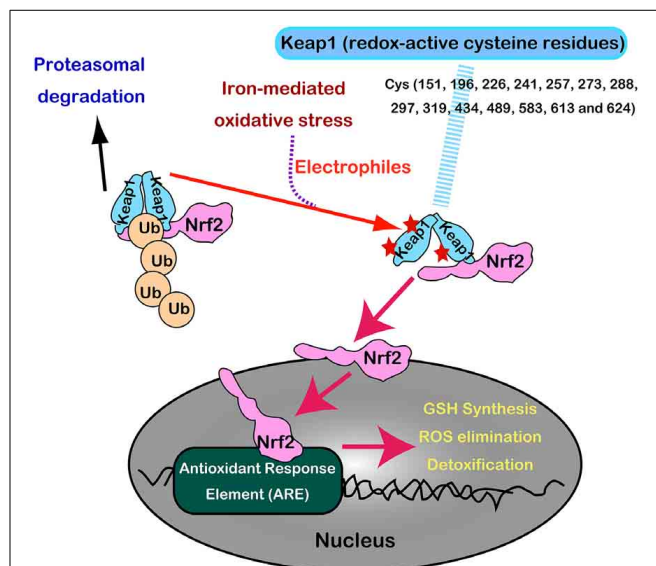 Keap1 (redox-active cysteine residues)
Cys (151, 196, 226, 241, 257, 273, 288,
297, 319, 434, 489, 583, 613 and 624)
Proteasomal
degradation
Iron-mediated
oxidative stress
Electrophiles
Keap1
Keap1
Nrf2
Ub
Ub
Ub
Ub
Keap1
Keap1
Nrf2
Nrf2
Nrf2
Antioxidant Response
Element (ARE)
GSH Synthesis
ROS elimination
Detoxification
Nucleus